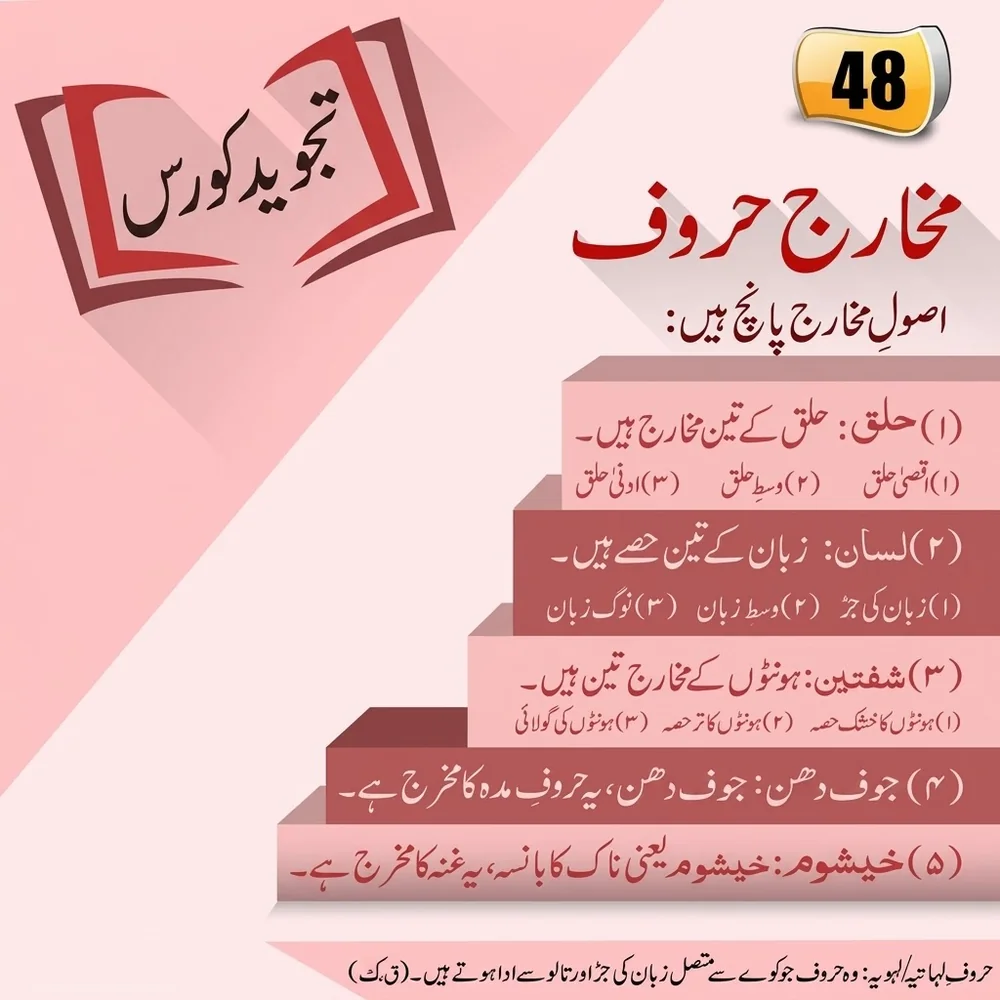 48
تجوید کورس
مخارج حروف
اصولِ مخارج پانچ ہیں:
(۱) حلق: حلق کے تین مخارج ہیں۔
(۱) اقصیٰ حلق (۲) وسطِ حلق (۳) ادنیٰ حلق
(۲) لسان: زبان کے تین حصے ہیں۔
(۱) زبان کی جڑ (۲) وسطِ زبان (۳) نوک زبان
(۳) شفتین: ہونٹوں کے مخارج تین ہیں۔
(۱) ہونٹوں کا خشک حصہ (۲) ہونٹوں کا تر حصہ (۳) ہونٹوں کی گولائی
(۴) جوف دھن: جوف دھن، یہ حروفِ مدہ کا مخرج ہے۔
(۵) خیشوم: خیشوم یعنی ناک کا بانسہ، یہ غنہ کا مخرج ہے۔
حروفِ لہاتیہ/لہویہ: وہ حروف جو کوے سے متصل زبان کی جڑ اور تالو سے ادا ہوتے ہیں۔ (ق،ک)